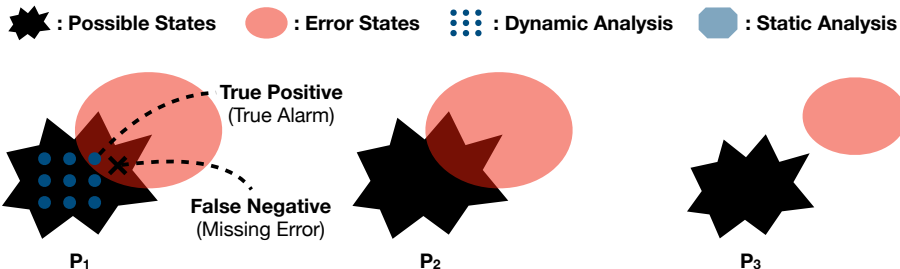 : Possible States
: Error States
: Dynamic Analysis
: Static Analysis
True Positive
(True Alarm)
False Negative
(Missing Error)
P₁
P₂
P₃